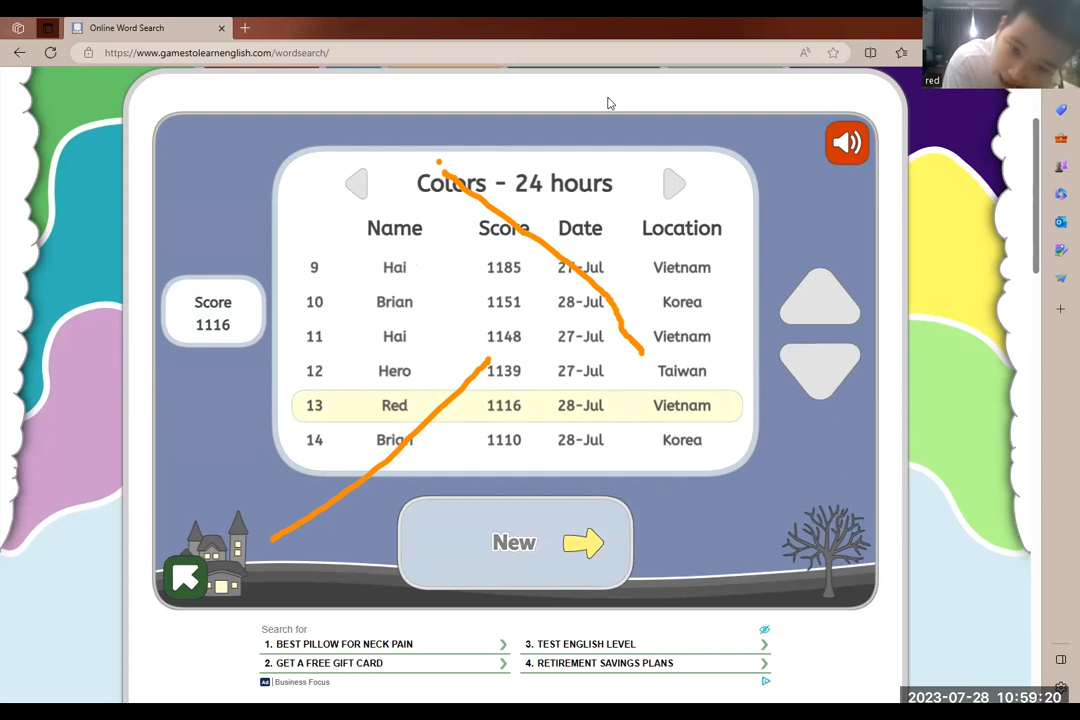 Online Word Search
https://www.gamestolearnenglish.com/wordsearch/
red
Colors - 24 hours
Name Score Date Location
9 Hai 1185 27-Jul Vietnam
10 Brian 1151 28-Jul Korea
11 Hai 1148 27-Jul Vietnam
12 Hero 1139 27-Jul Taiwan
13 Red 1116 28-Jul Vietnam
14 Brian 1110 28-Jul Korea
Score
1116
New
Search for
1. BEST PILLOW FOR NECK PAIN
2. GET A FREE GIFT CARD
3. TEST ENGLISH LEVEL
4. RETIREMENT SAVINGS PLANS
Ad | Business Focus
2023-07-28 10:59:20